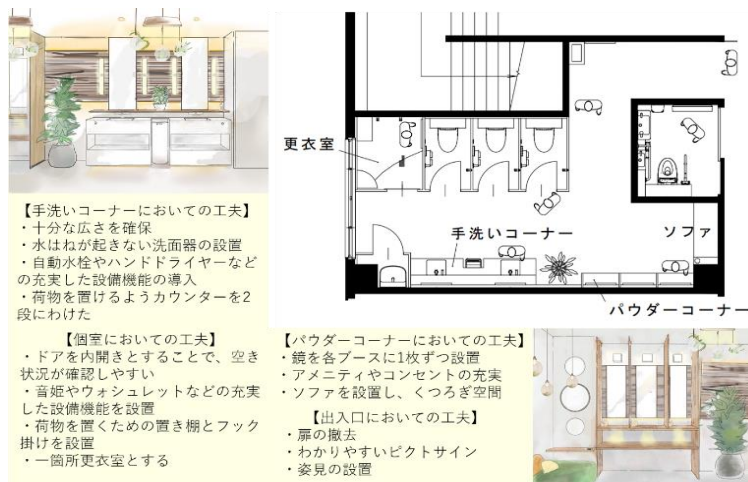 更衣室
手洗いコーナー
ソファ
パウダーコーナー
【手洗いコーナーにおいての工夫】
・十分な広さを確保
・水はねが起きない洗面器の設置
・自動水栓やハンドドライヤーなど
の充実した設備機能の導入
・荷物を置けるようカウンターを2
段にわけた
【個室においての工夫】
・ドアを内開きとすることで、空き
状況が確認しやすい
・音姫やウォシュレットなどの充実
した設備機能を設置
・荷物を置くための置き棚とフック
掛けを設置
・一箇所更衣室とする
【パウダーコーナーにおいての工夫】
・鏡を各ブースに1枚ずつ設置
・アメニティやコンセントの充実
・ソファを設置し、くつろぎ空間
【出入口においての工夫】
・扉の撤去
・わかりやすいピクトサイン
・姿見の設置